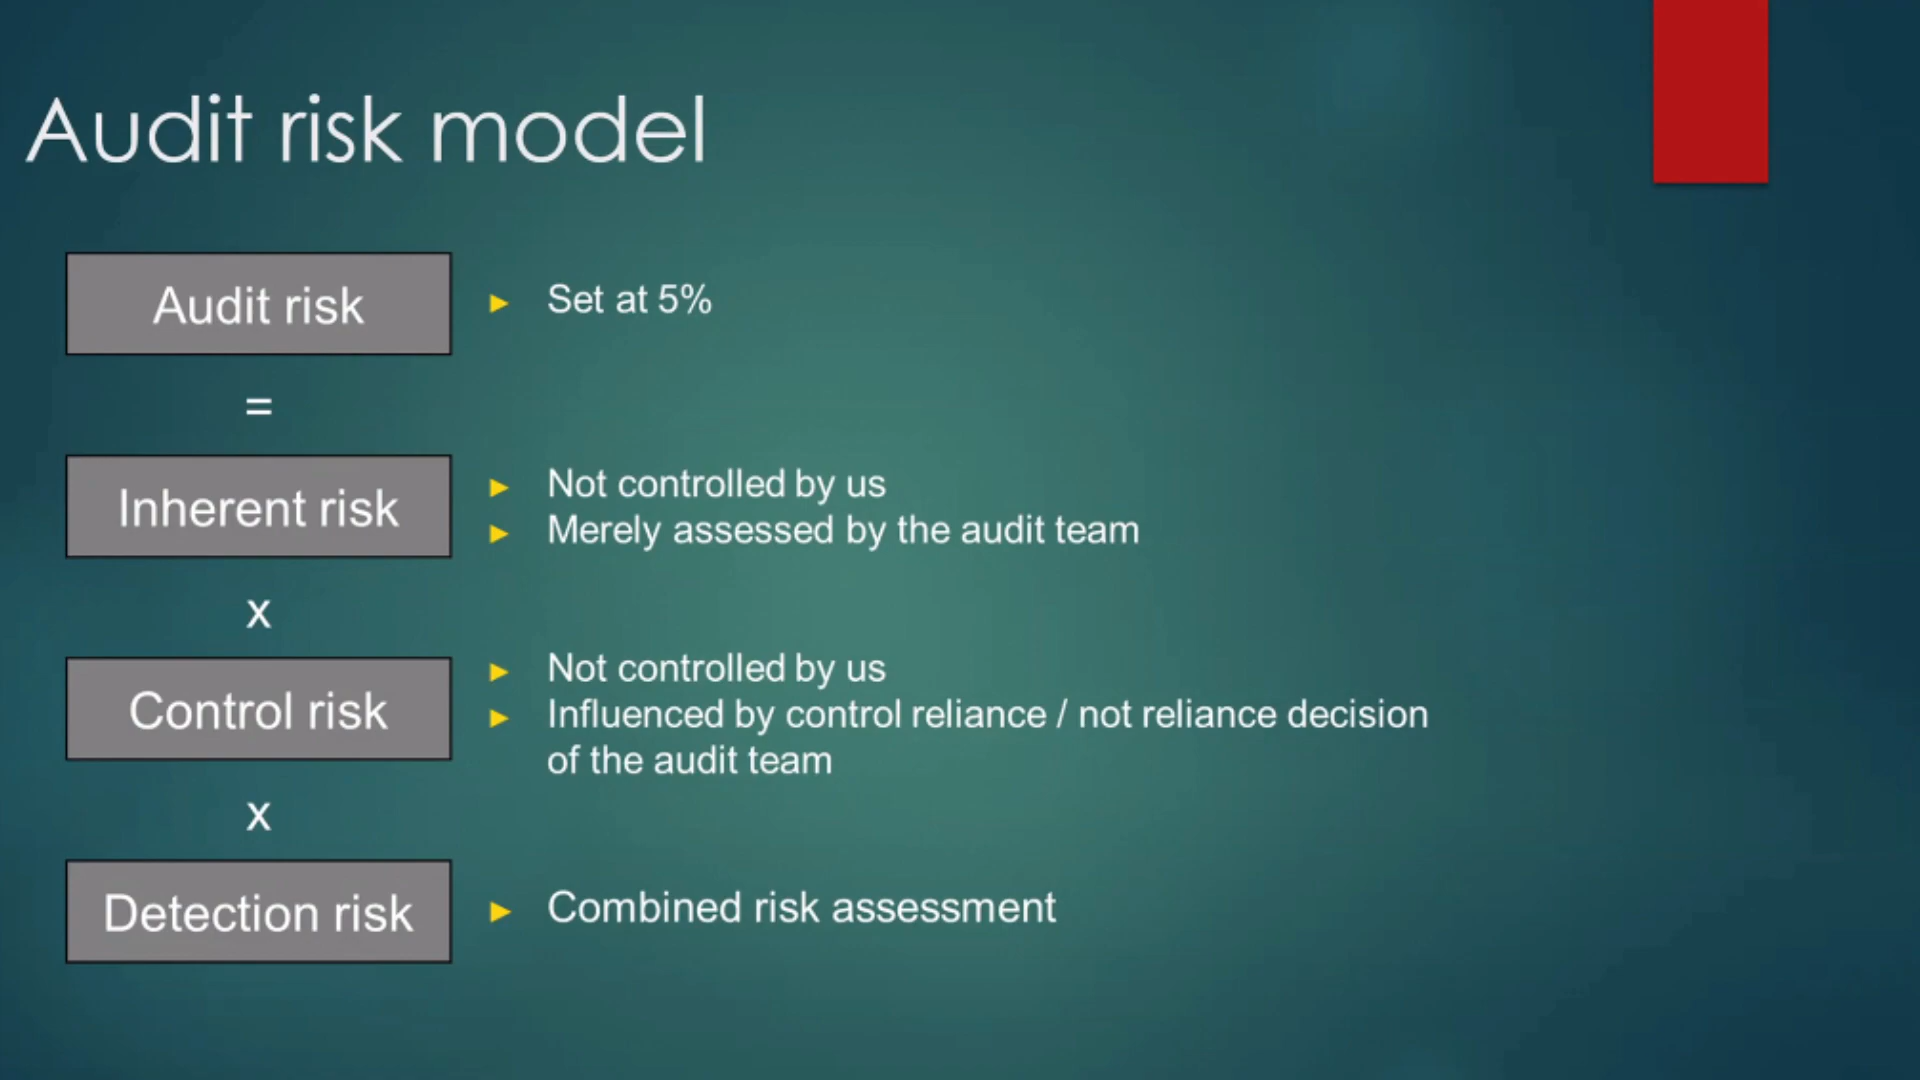 Audit risk model
Audit risk
Set at 5%
=
Inherent risk
Not controlled by us
Merely assessed by the audit team
x
Control risk
Not controlled by us
Influenced by control reliance / not reliance decision
of the audit team
x
Detection risk
Combined risk assessment